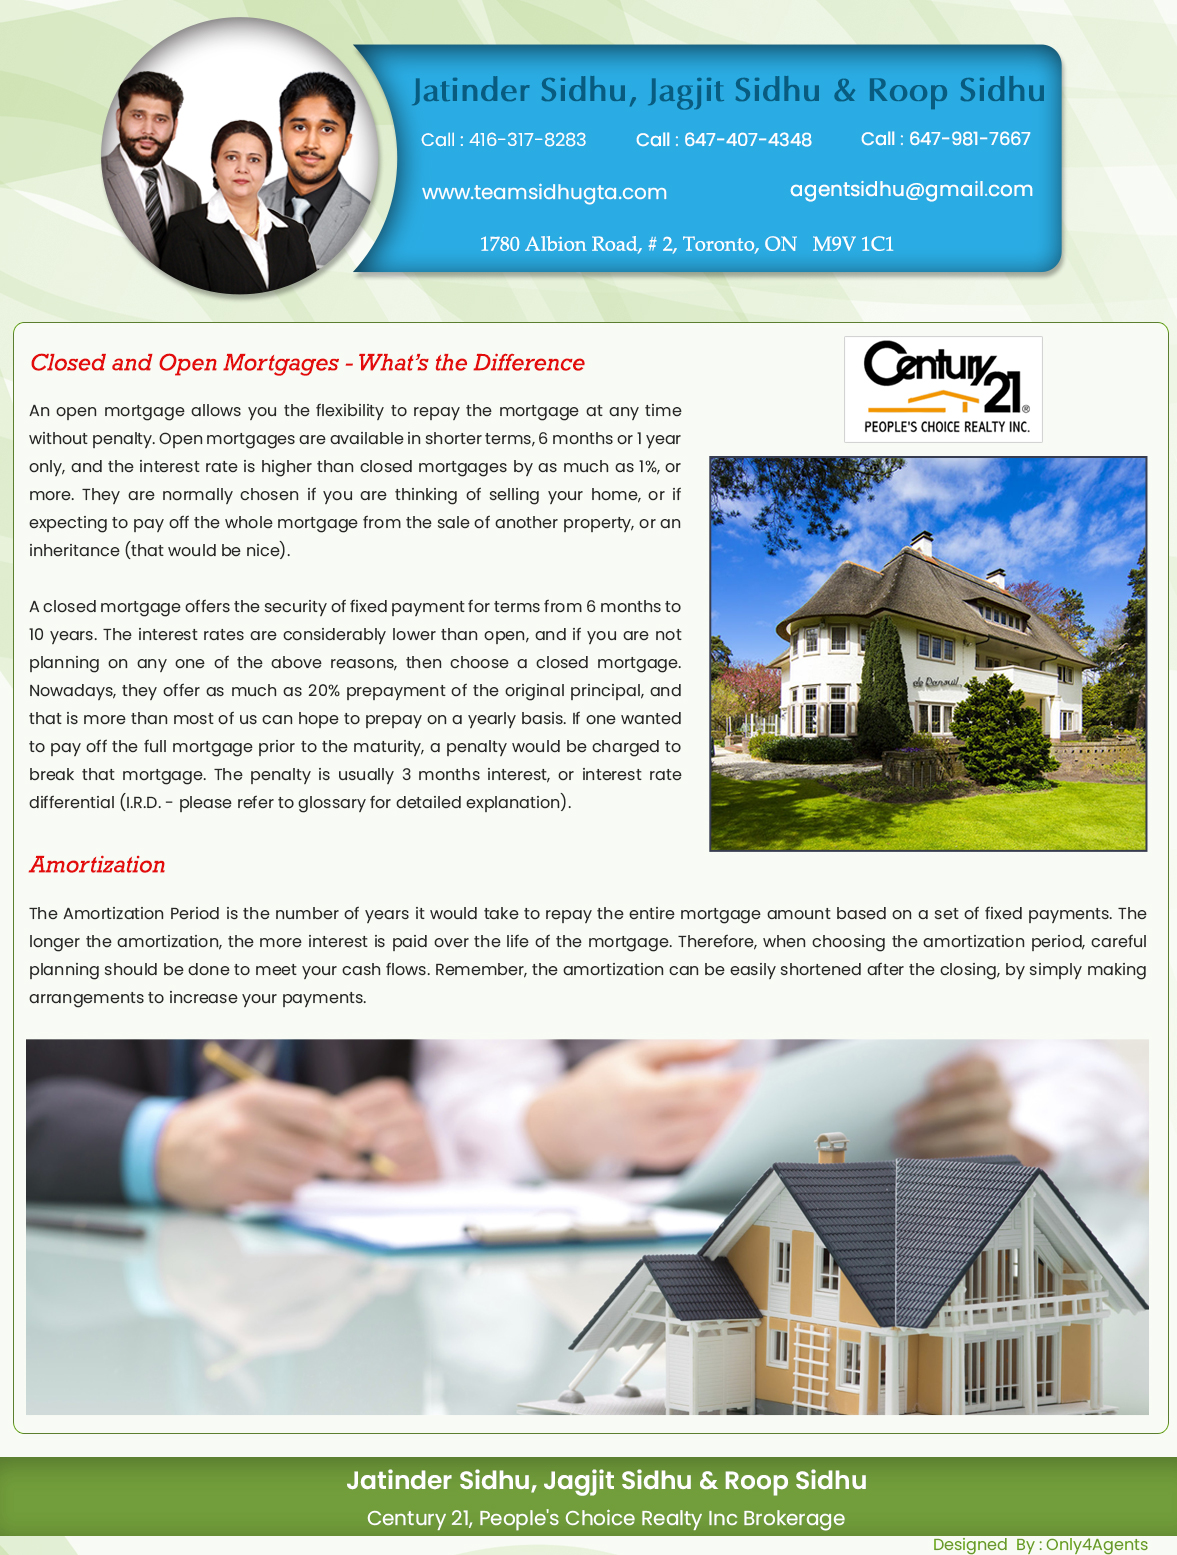 Jatinder Sidhu, Jagjit Sidhu & Roop Sidhu
Call : 416-317-8283 Call : 647-407-4348 Call : 647-981-7667
www.teamsidhugta.com agentsidhu@gmail.com
1780 Albion Road, # 2, Toronto, ON M9V 1C1
Closed and Open Mortgages - What's the Difference
An open mortgage allows you the flexibility to repay the mortgage at any time
without penalty. Open mortgages are available in shorter terms, 6 months or 1 year
only, and the interest rate is higher than closed mortgages by as much as 1%, or
more. They are normally chosen if you are thinking of selling your home, or if
expecting to pay off the whole mortgage from the sale of another property, or an
inheritance (that would be nice).
A closed mortgage offers the security of fixed payment for terms from 6 months to
10 years. The interest rates are considerably lower than open, and if you are not
planning on any one of the above reasons, then choose a closed mortgage.
Nowadays, they offer as much as 20% prepayment of the original principal, and
that is more than most of us can hope to prepay on a yearly basis. If one wanted
to pay off the full mortgage prior to the maturity, a penalty would be charged to
break that mortgage. The penalty is usually 3 months interest, or interest rate
differential (I.R.D. - please refer to glossary for detailed explanation).
Century
21®
PEOPLE'S CHOICE REALTY INC.
Amortization
The Amortization Period is the number of years it would take to repay the entire mortgage amount based on a set of fixed payments. The
longer the amortization, the more interest is paid over the life of the mortgage. Therefore, when choosing the amortization period, careful
planning should be done to meet your cash flows. Remember, the amortization can be easily shortened after the closing, by simply making
arrangements to increase your payments.
Jatinder Sidhu, Jagjit Sidhu & Roop Sidhu
Century 21, People's Choice Realty Inc Brokerage
Designed By : Only4Agents